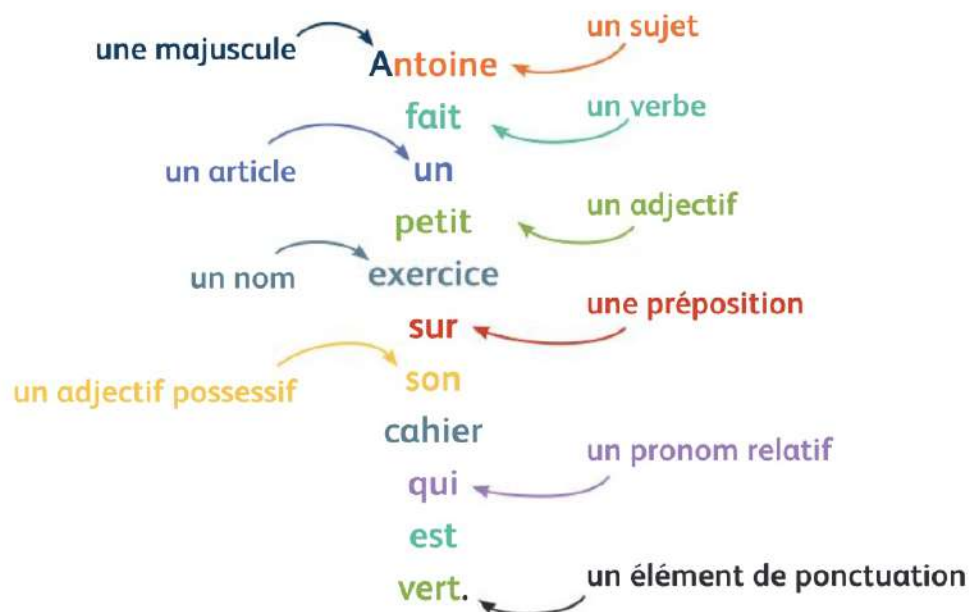 un sujet
une majuscule
Antoine
fait
un verbe
un article
un
petit
un adjectif
un nom
exercice
sur
une préposition
un adjectif possessif
son
cahier
un pronom relatif
qui
est
vert.
un élément de ponctuation